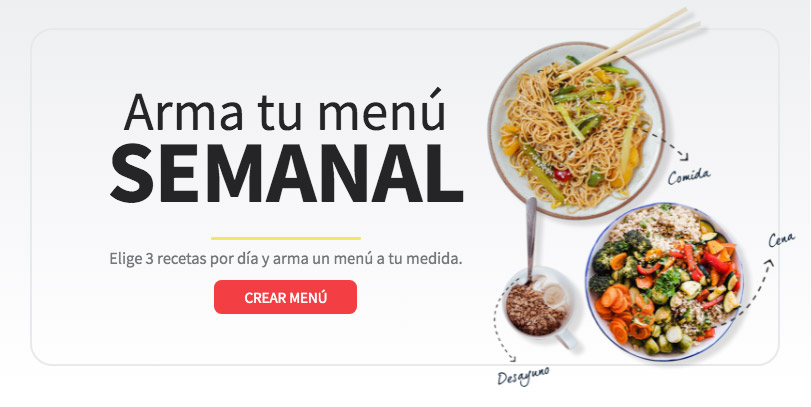 Arma tu menú
SEMANAL
Elige 3 recetas por día y arma un menú a tu medida.
CREAR MENÚ
Comida
Cena
Desayuno